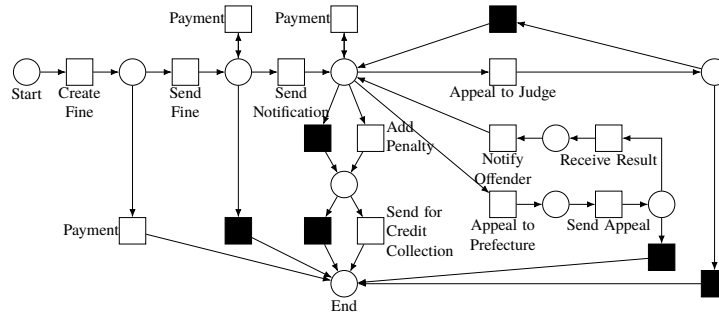 Payment
Payment
Start
Create
Fine
Send
Fine
Send
Notification
Appeal to Judge
Add
Penalty
Notify
Offender
Receive Result
Payment
Send for
Credit
Collection
Appeal to
Prefecture
Send Appeal
End